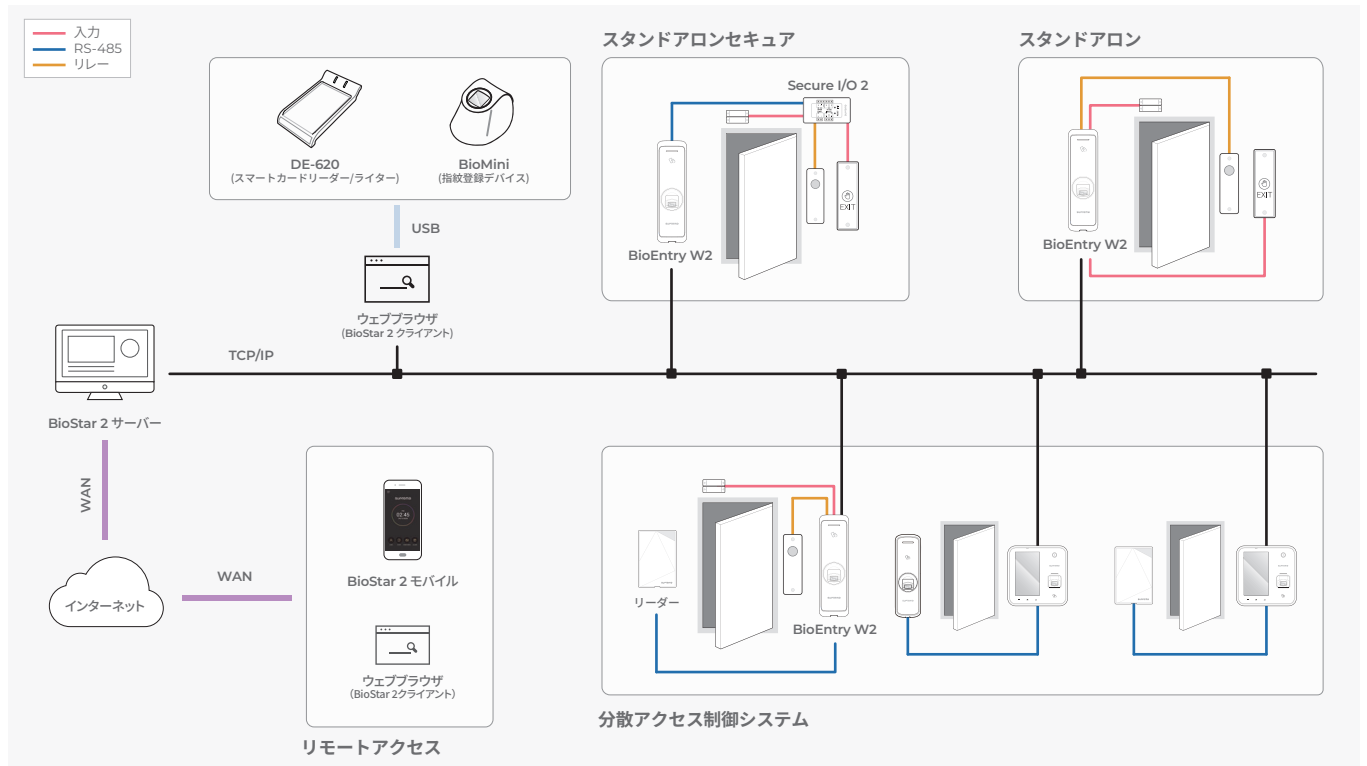 入力
RS-485
リレー
スタンドアロンセキュア
スタンドアロン
Secure I/O 2
DE-620
(スマートカードリーダー/ライター)
BioMini
(指紋登録デバイス)
EXIT
EXIT
BioEntry W2
BioEntry W2
USB
ウェブブラウザ
(BioStar 2 クライアント)
TCP/IP
BioStar 2 サーバー
WAN
インターネット
WAN
02.45
BioStar 2 モバイル
ウェブブラウザ
(BioStar 2クライアント)
リモートアクセス
リーダー
BioEntry W2
分散アクセス制御システム